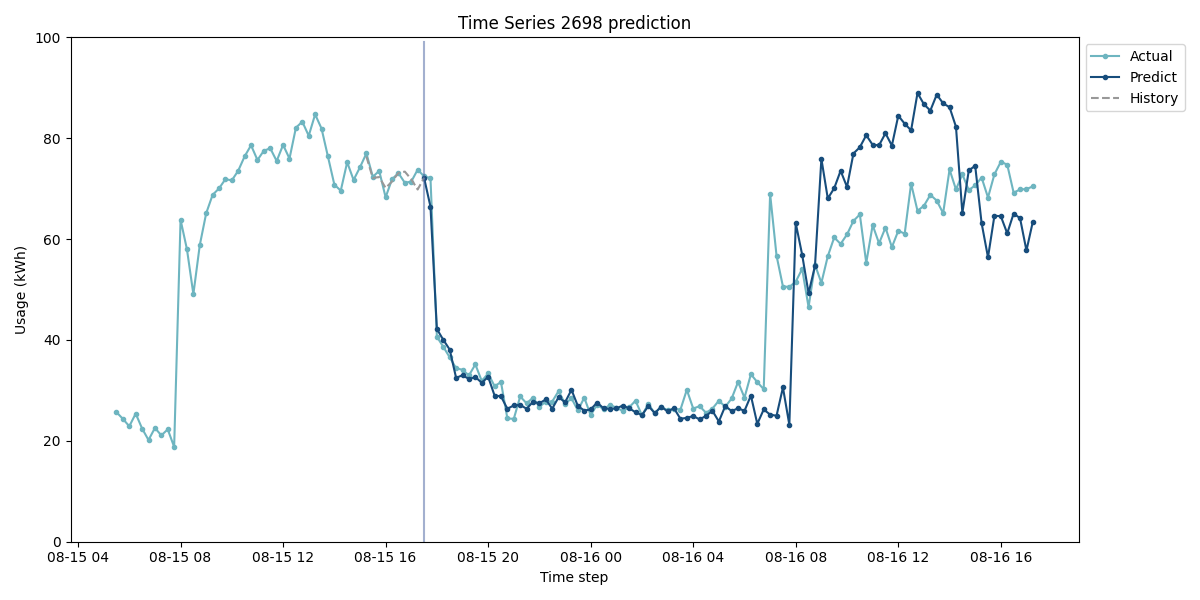 Time Series 2698 prediction
Usage (kWh)
100
80
60
40
20
0
08-15 04
08-15 08
08-15 12
08-15 16
08-15 20
08-16 00
08-16 04
08-16 08
08-16 12
08-16 16
Time step
Actual
Predict
History